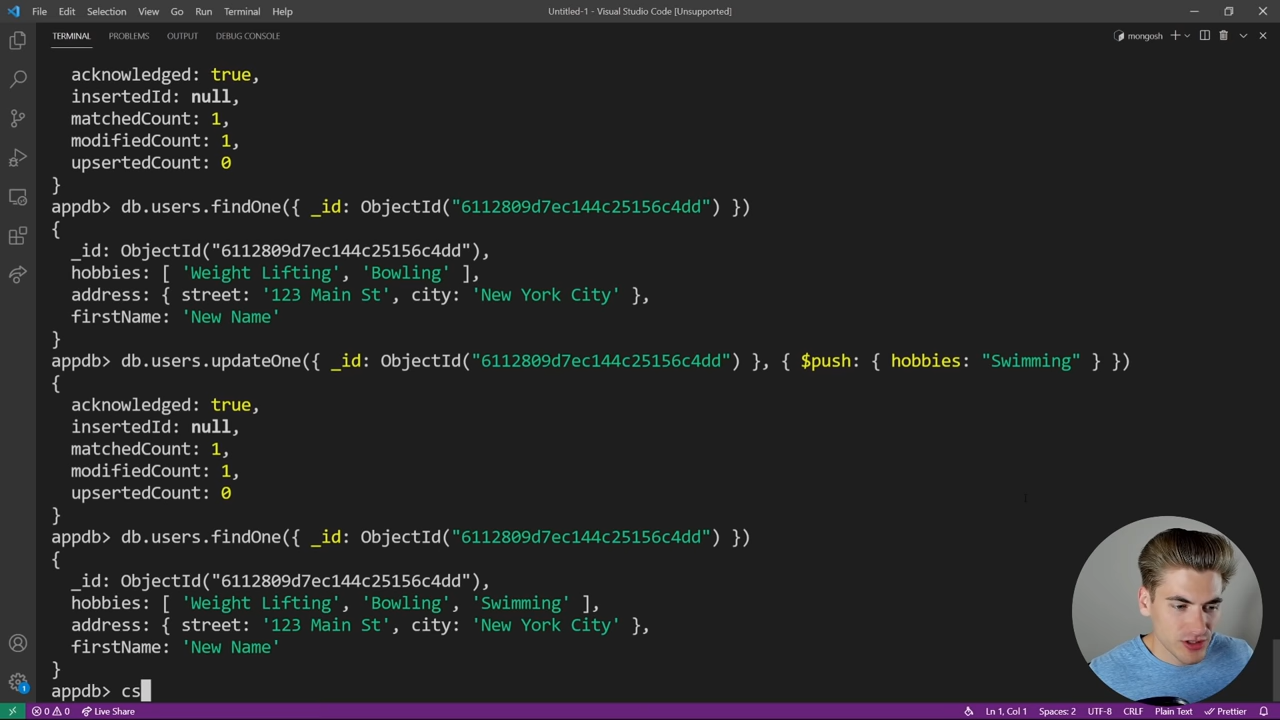 File Edit Selection View Go Run Terminal Help
Untitled-1 - Visual Studio Code [Unsupported]
TERMINAL PROBLEMS OUTPUT DEBUG CONSOLE
mongosh
acknowledged: true,
insertedId: null,
matchedCount: 1,
modifiedCount: 1,
upsertedCount: 0
}
appdb> db.users.findOne({ _id: ObjectId("6112809d7ec144c25156c4dd") })
{
_id: ObjectId("6112809d7ec144c25156c4dd"),
hobbies: [ 'Weight Lifting', 'Bowling' ],
address: { street: '123 Main St', city: 'New York City' },
firstName: 'New Name'
}
appdb> db.users.updateOne({ _id: ObjectId("6112809d7ec144c25156c4dd") }, { $push: { hobbies: "Swimming" } })
{
acknowledged: true,
insertedId: null,
matchedCount: 1,
modifiedCount: 1,
upsertedCount: 0
}
appdb> db.users.findOne({ _id: ObjectId("6112809d7ec144c25156c4dd") })
{
_id: ObjectId("6112809d7ec144c25156c4dd"),
hobbies: [ 'Weight Lifting', 'Bowling', 'Swimming' ],
address: { street: '123 Main St', city: 'New York City' },
firstName: 'New Name'
}
appdb> cs
1
0 0 Live Share
Ln 1, Col 1 Spaces: 2 UTF-8 CRLF Plain Text Prettier